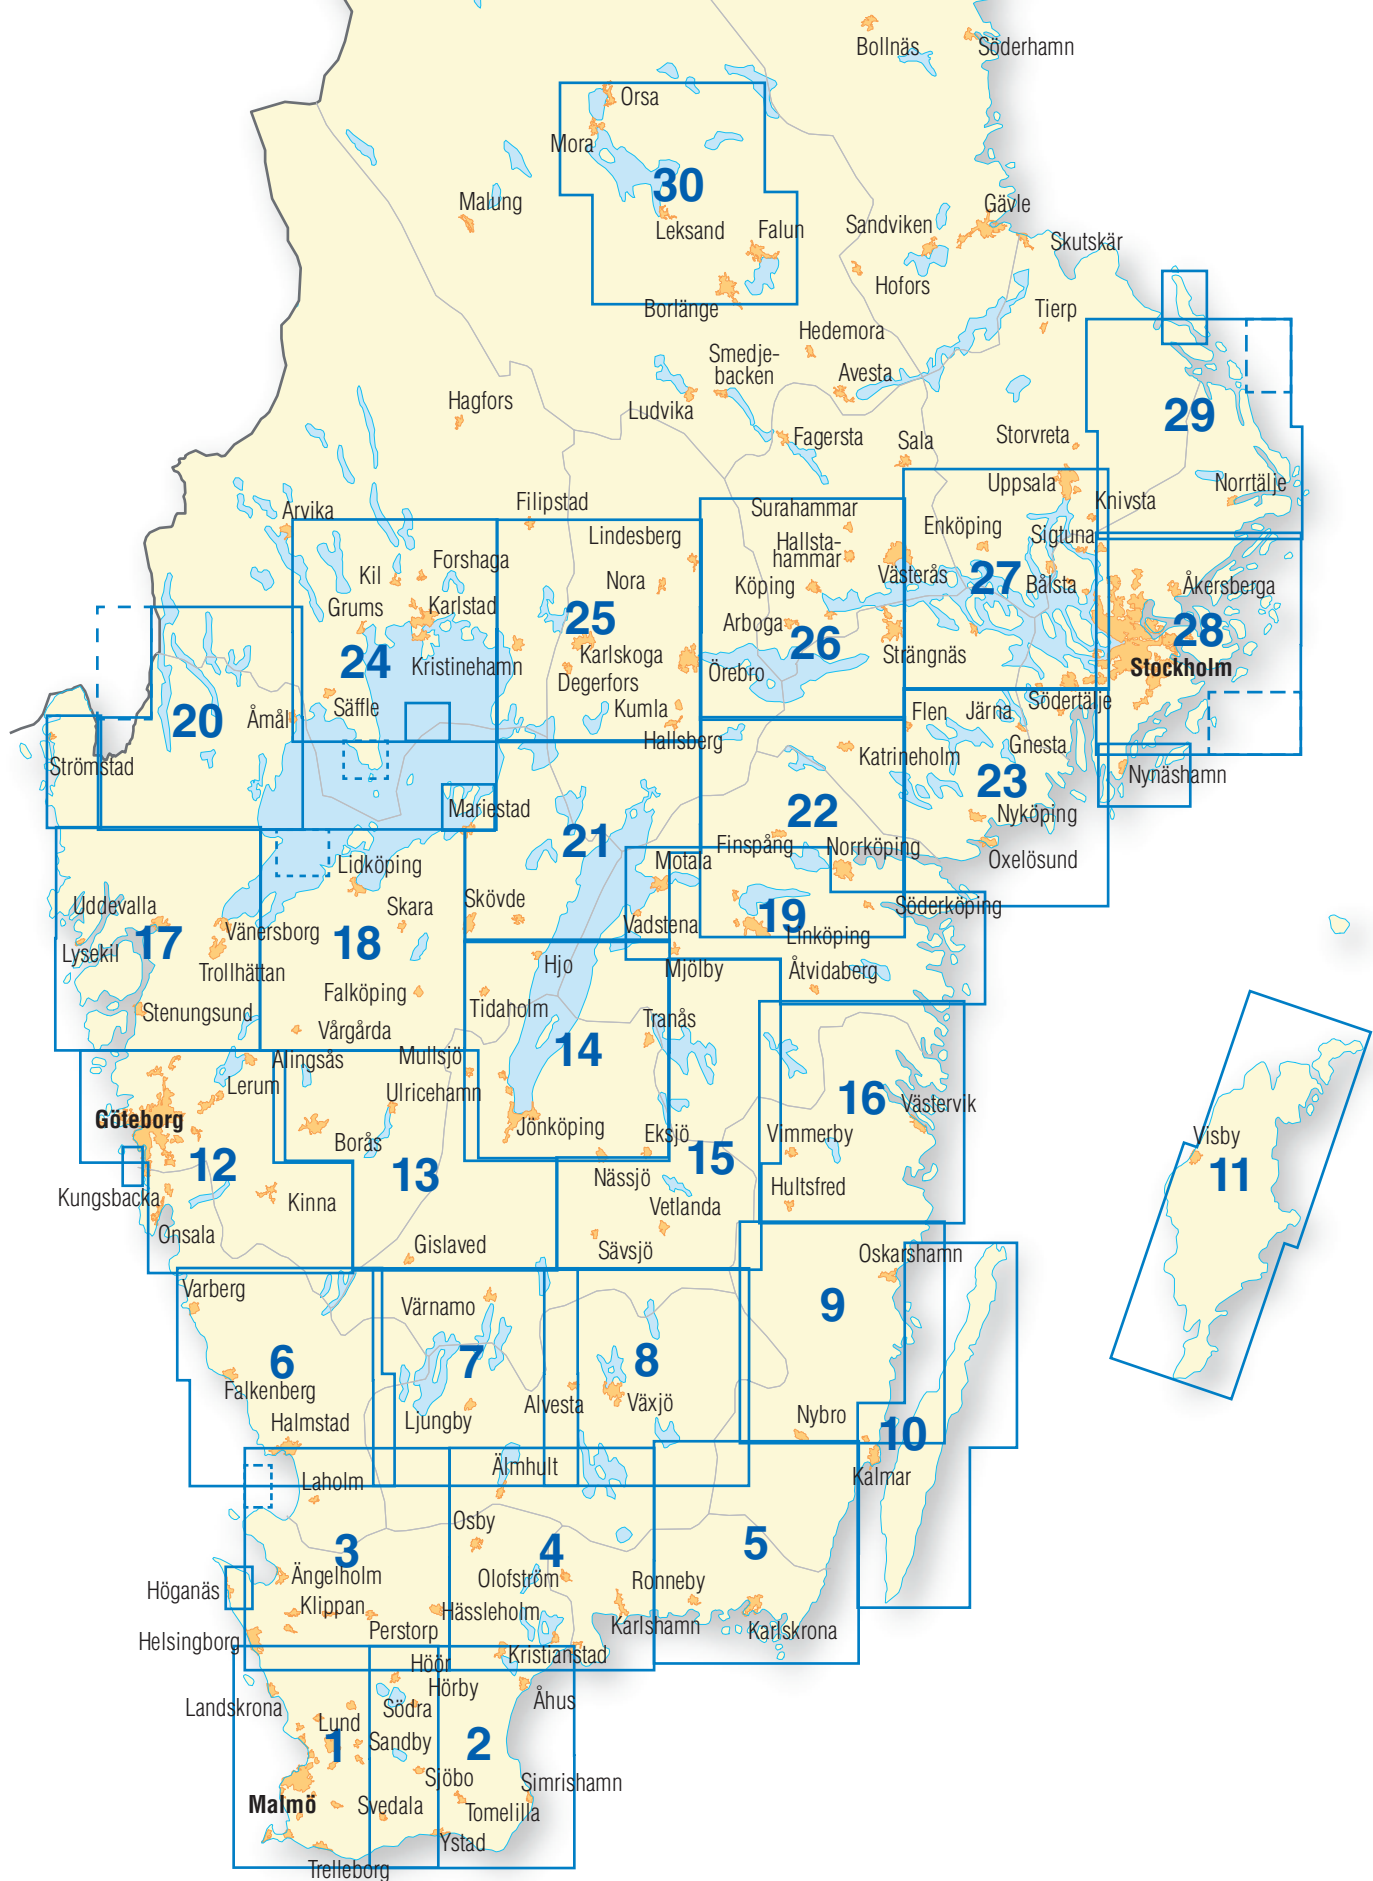 Bollnäs
Söderhamn
Orsa
Mora
30
Malung
Leksand
Falun
Sandviken
Gävle
Skutskär
Hofors
Borlänge
Tierp
Hedemora
Smedje-
backen
Avesta
Hagfors
Ludvika
29
Fagersta
Sala
Storvreta
Uppsala
Norrtälje
Knivsta
Arvika
Filipstad
Surahammar
Lindesberg
Enköping
Sigtuna
Hallsta-
hammar
Forshaga
Kil
Nora
Köping
Västerås
27
Bålsta
Åkersberga
Grums
Karlstad
25
Arboga
26
28
24
Kristinehamn
Karlskoga
Strängnäs
Stockholm
Degerfors
Örebro
Säffle
Kumla
Södertälje
20
Åmål
Flen
Järna
Hallsberg
Gnesta
Katrineholm
Strömstad
Nynäshamn
23
Mariestad
22
Nyköping
21
Finspång
Norrköping
Motala
Oxelösund
Lidköping
Skövde
Uddevalla
Skara
19
Söderköping
Vadstena
Vänersborg
17
18
Linköping
Lysekil
Hjo
Mjölby
Åtvidaberg
Trollhättan
Falköping
Tidaholm
Stenungsund
Tranås
Vårgårda
14
Mullsjö
Alingsås
Lerum
Ulricehamn
16
Västervik
Göteborg
Jönköping
Eksjö
Vimmerby
Visby
Borås
15
12
13
Nässjö
11
Hultsfred
Kungsbacka
Kinna
Vetlanda
Onsala
Gislaved
Sävsjö
Oskarshamn
Varberg
Värnamo
9
6
7
8
Falkenberg
Växjö
Alvesta
Ljungby
Halmstad
Nybro
10
Älmhult
Kalmar
Laholm
Osby
3
4
5
Ängelholm
Olofström
Ronneby
Höganäs
Klippan
Hässleholm
Perstorp
Karlshamn
Karlskrona
Helsingborg
Kristianstad
Höör
Hörby
Åhus
Landskrona
Södra
Sandby
Lund
1
2
Sjöbo
Simrishamn
Malmö
Svedala
Tomelilla
Ystad
Trelleborg